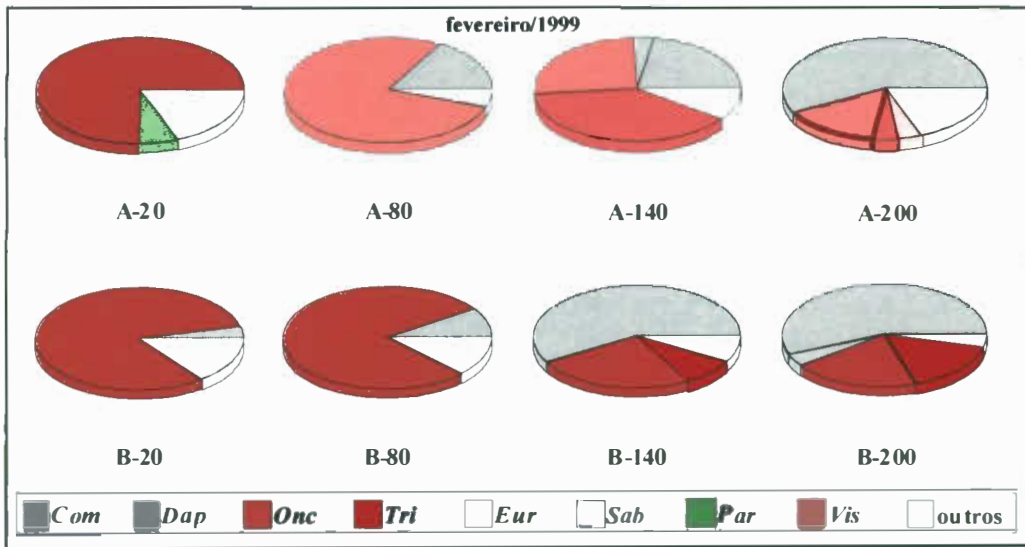 fevereiro/1999
A-20 A-80 A-140 A-200
B-20 B-80 B-140 B-200
Com Dap Onc Tri Eur Sab Par Vis outros